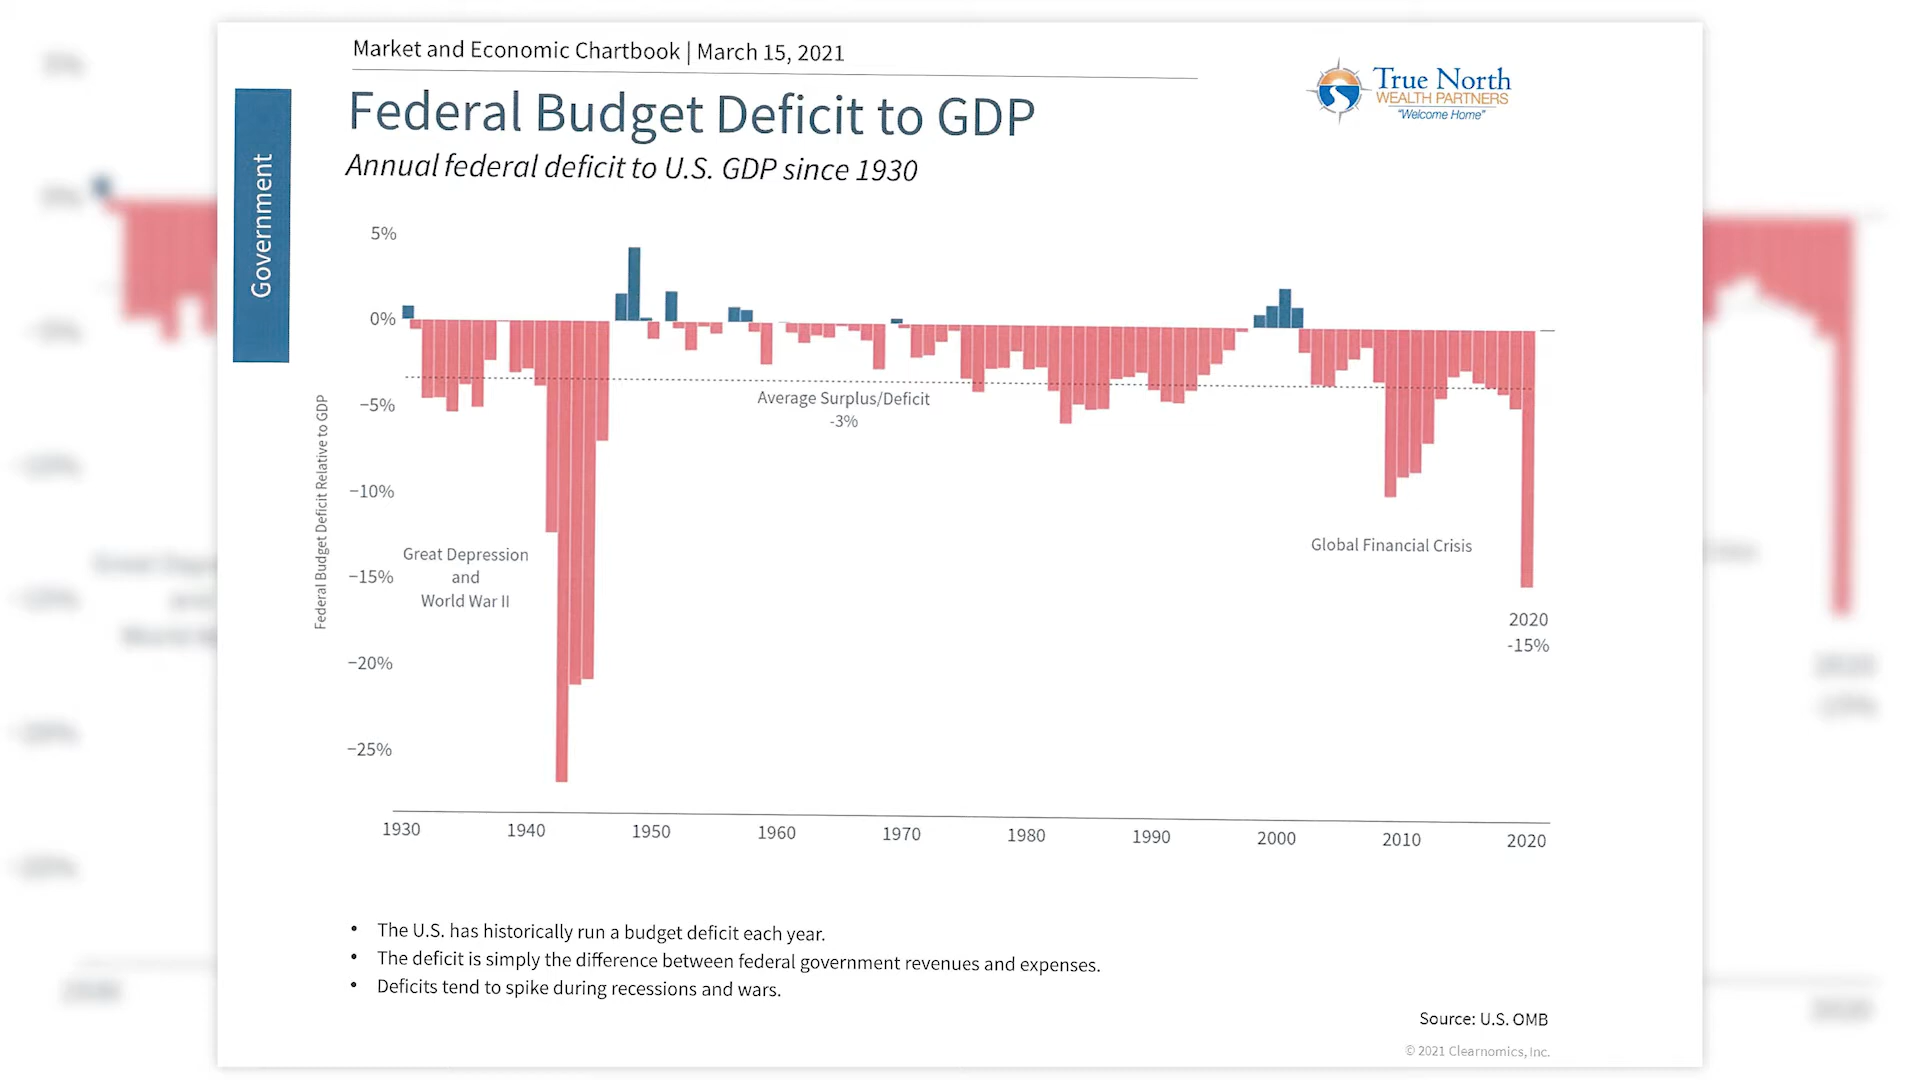 Market and Economic Chartbook | March 15, 2021
True North
WEALTH PARTNERS
"Welcome Home"
Federal Budget Deficit to GDP
Annual federal deficit to U.S. GDP since 1930
Government
Federal Budget Deficit Relative to GDP
5%
0%
−5%
−10%
−15%
−20%
−25%
Average Surplus/Deficit
-3%
Great Depression
and
World War II
Global Financial Crisis
2020
-15%
1930 1940 1950 1960 1970 1980 1990 2000 2010 2020
• The U.S. has historically run a budget deficit each year.
• The deficit is simply the difference between federal government revenues and expenses.
• Deficits tend to spike during recessions and wars.
Source: U.S. OMB
© 2021 Clearnomics, Inc.